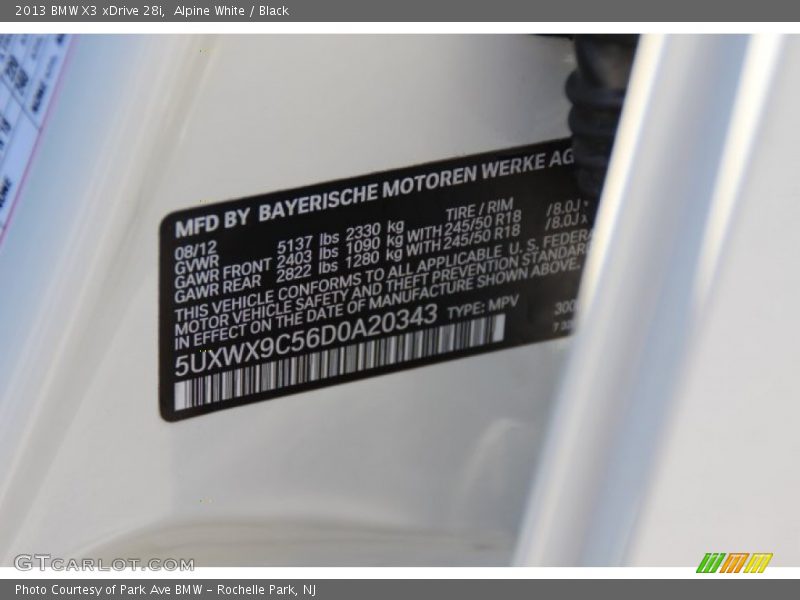 2013 BMW X3 xDrive 28i,  Alpine White / Black
MFD BY BAYERISCHE MOTOREN WERKE AG
08/12 TIRE / RIM
GVWR 5137 lbs 2330 kg
GAWR FRONT 2403 lbs 1090 kg WITH 245/50 R18 /8.0J
GAWR REAR 2822 lbs 1280 kg WITH 245/50 R18 /8.0J
THIS VEHICLE CONFORMS TO ALL APPLICABLE U.S. FEDERA
MOTOR VEHICLE SAFETY AND THEFT PREVENTION STANDAR
IN EFFECT ON THE DATE OF MANUFACTURE SHOWN ABOVE.
5UXWX9C56D0A20343 TYPE: MPV 300
GTCARLOT.COM
Photo Courtesy of Park Ave BMW – Rochelle Park, NJ